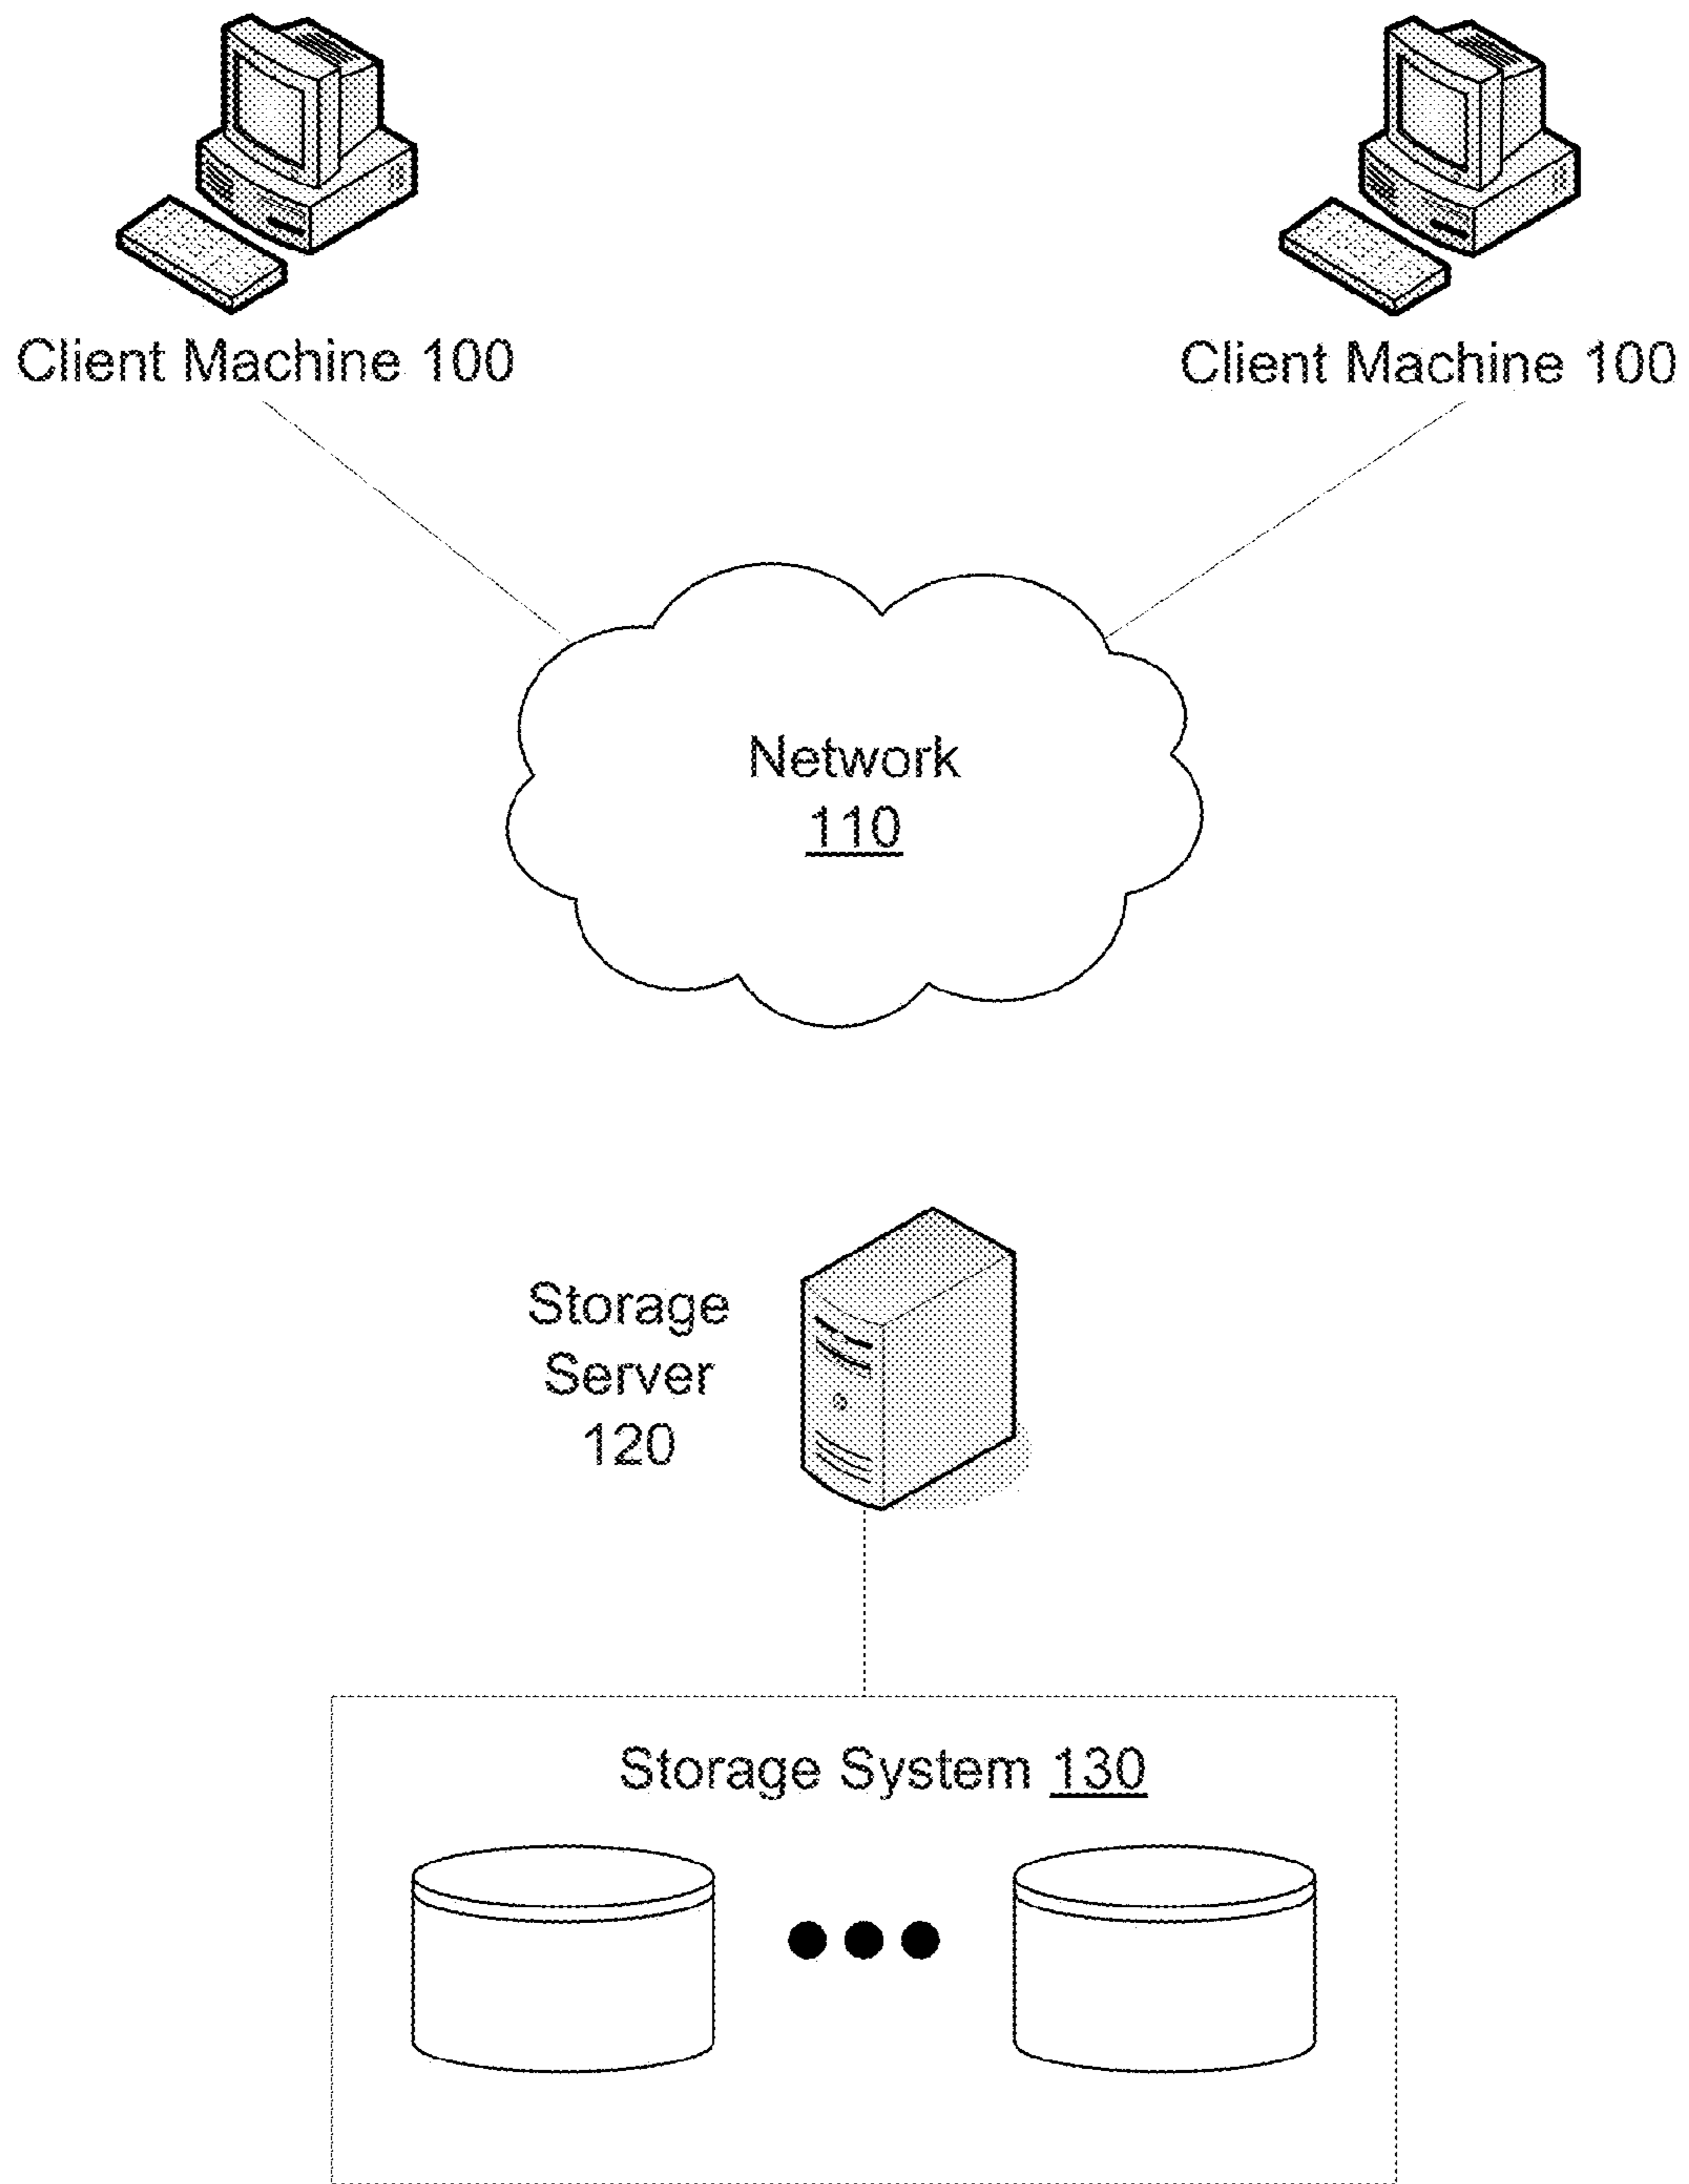 Client Machine 100
Client Machine 100
Network
110
Storage
Server
120
Storage System 130